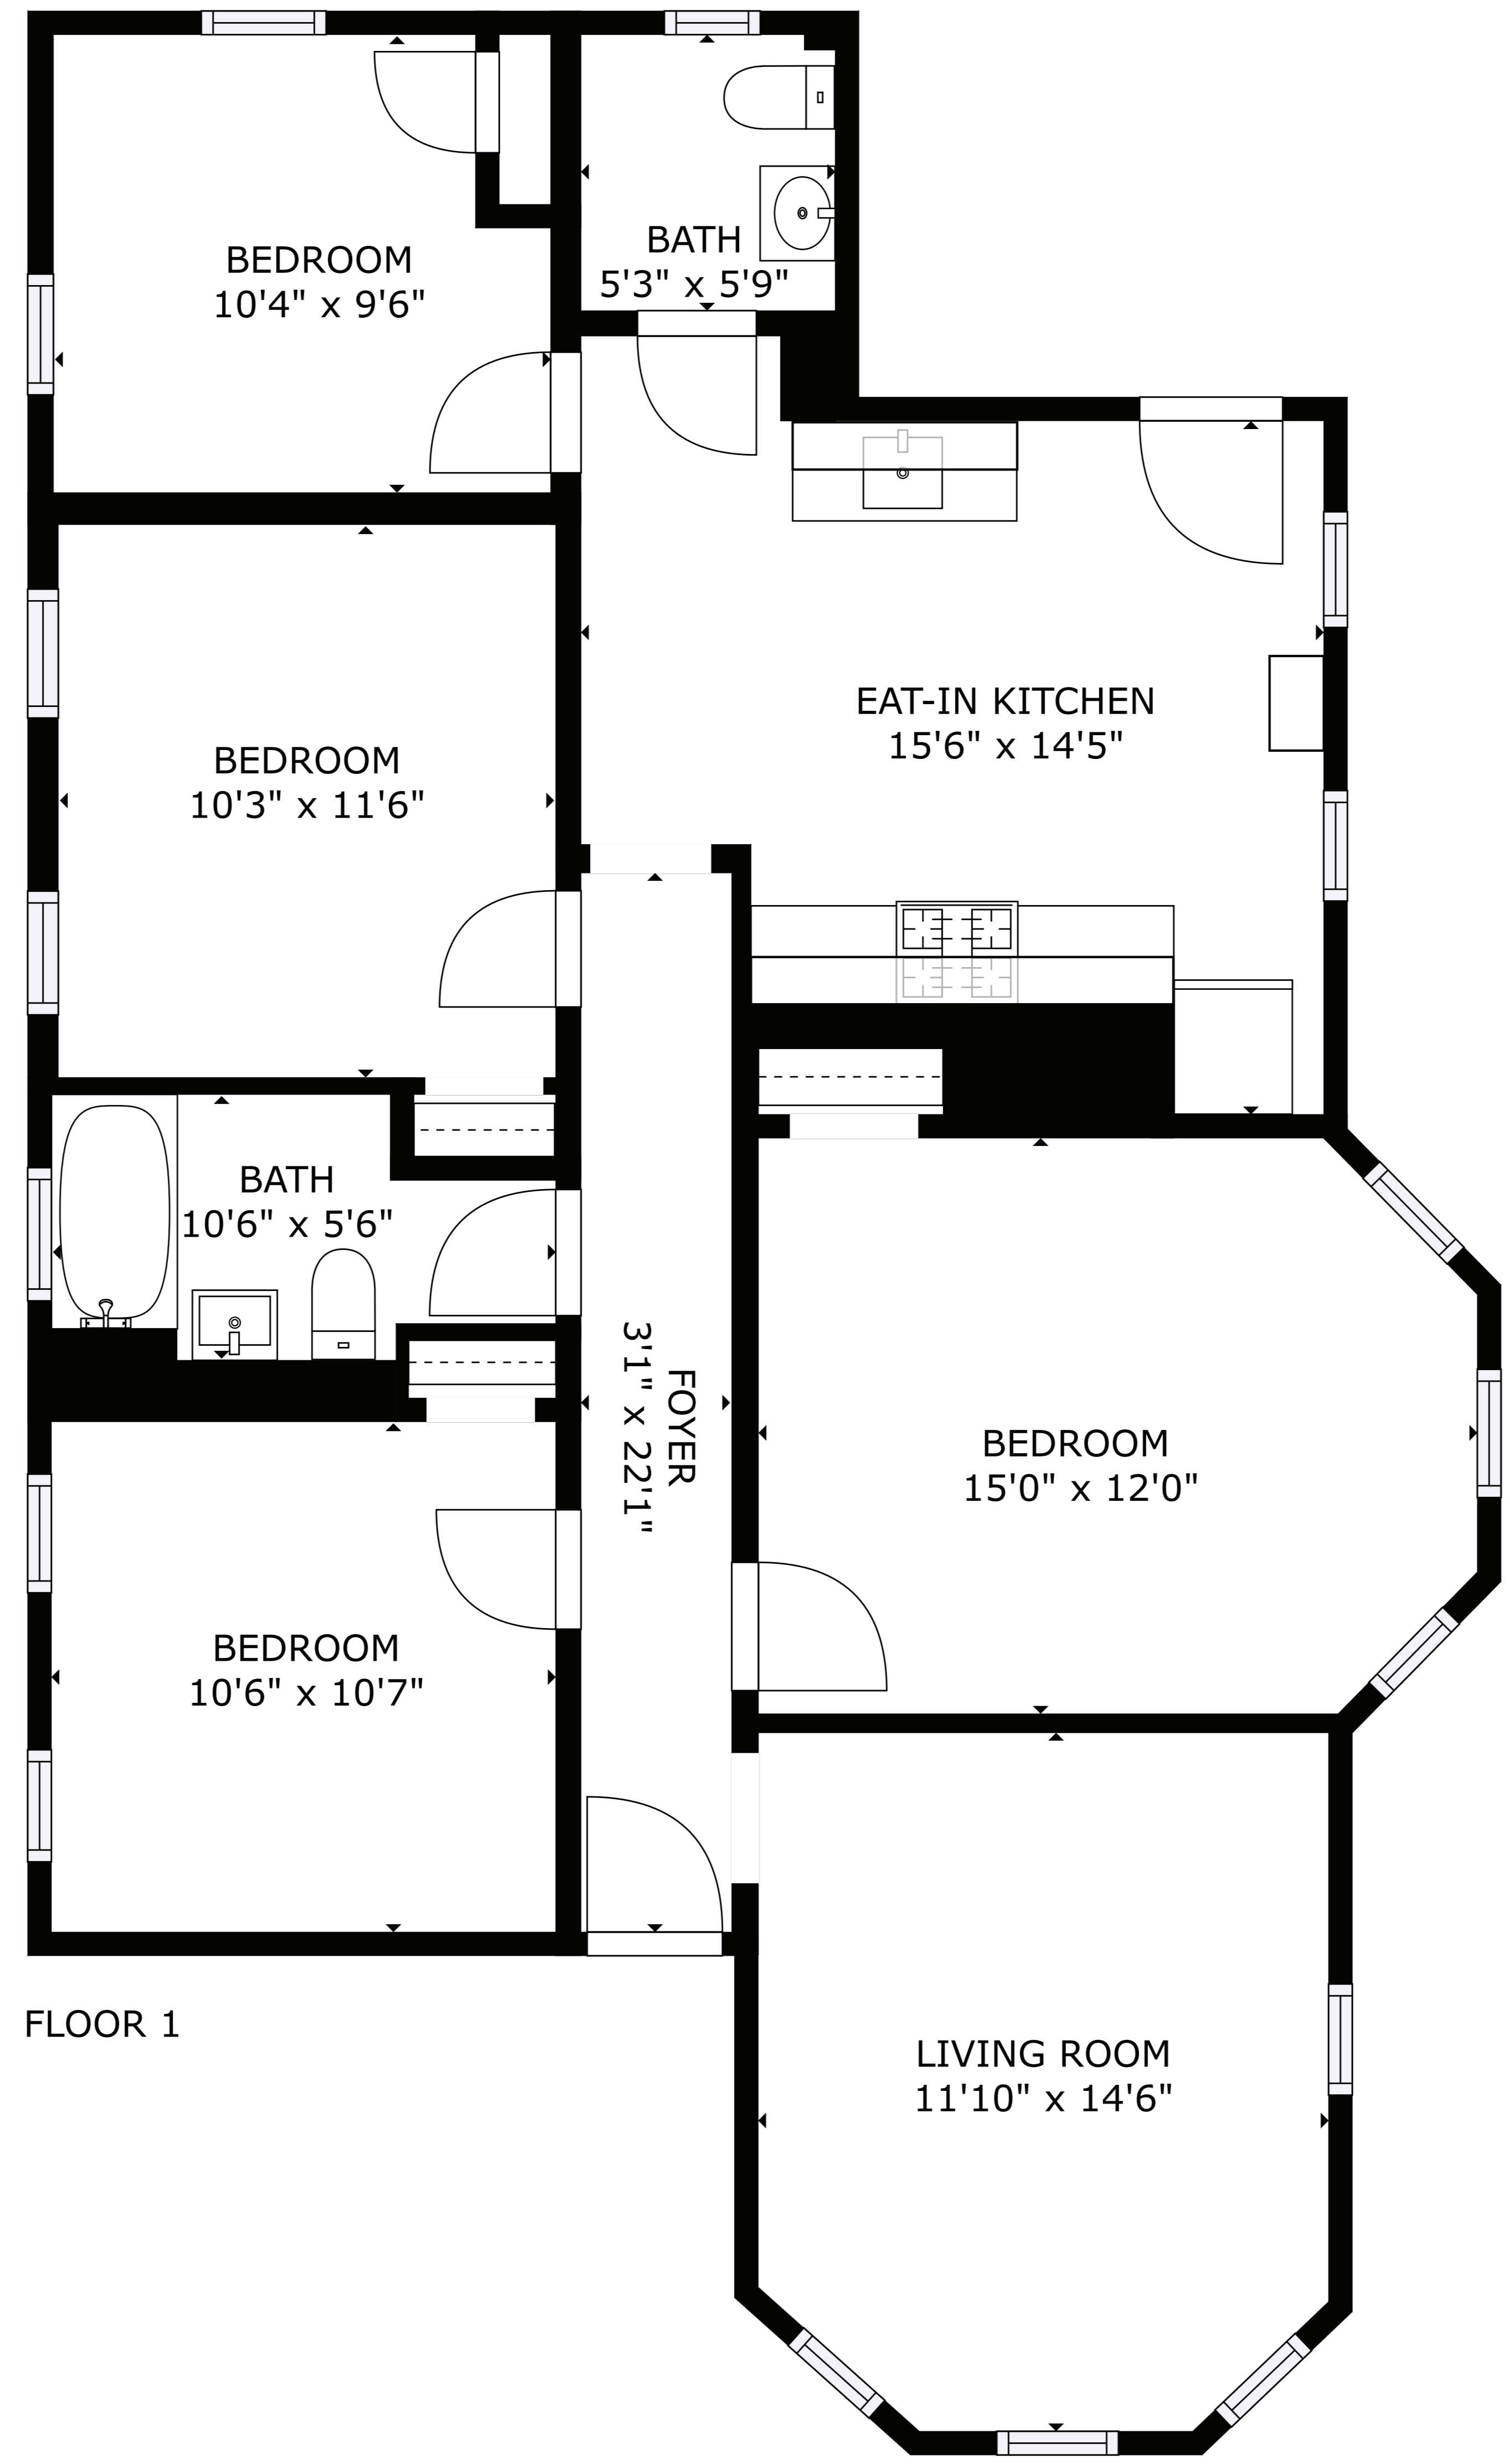 BEDROOM
10'4" x 9'6"
BATH
5'3" x 5'9"
EAT-IN KITCHEN
15'6" x 14'5"
BEDROOM
10'3" x 11'6"
BATH
10'6" x 5'6"
FOYER
3'1" x 22'1"
BEDROOM
15'0" x 12'0"
BEDROOM
10'6" x 10'7"
FLOOR 1
LIVING ROOM
11'10" x 14'6"